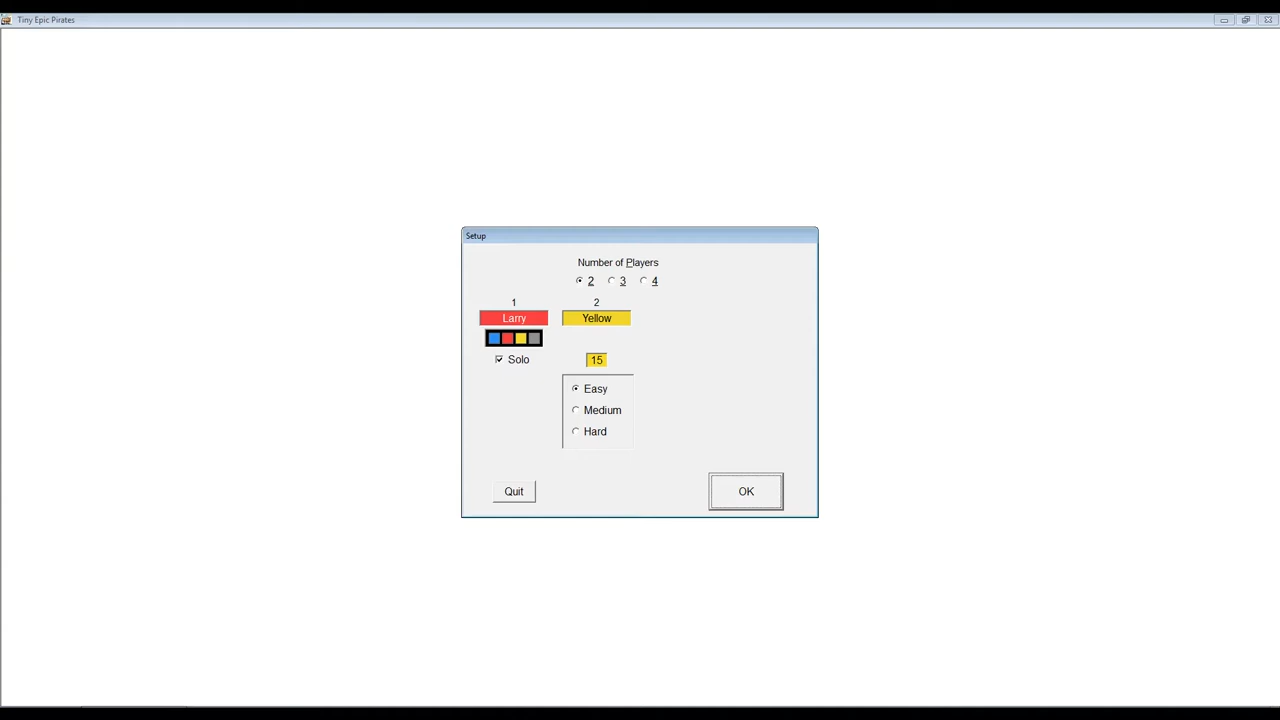 Tiny Epic Pirates
Setup
Number of Players
2 3 4
1 2
Larry Yellow
Solo 15
Easy
Medium
Hard
Quit OK